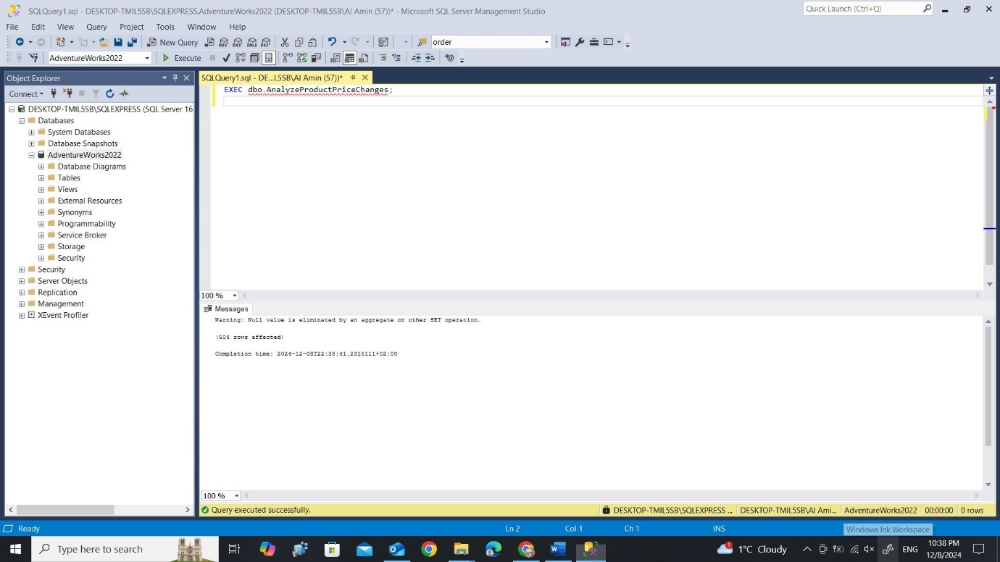 SQLQuery1.sql - DESKTOP-TMIL5SB\SQLEXPRESS.AdventureWorks2022 (DESKTOP-TMIL5SB\Al Amin (57))* - Microsoft SQL Server Management Studio
Quick Launch (Ctrl+Q)
File Edit View Query Project Tools Window Help
New Query
MDX DMX XMLA DAX
order
AdventureWorks2022
Execute
Object Explorer
SQLQuery1.sql - DE...L5SB\Al Amin (57))*
Connect
EXEC dbo.AnalyzeProductPriceChanges;
DESKTOP-TMIL5SB\SQLEXPRESS (SQL Server 16
Databases
System Databases
Database Snapshots
AdventureWorks2022
Database Diagrams
Tables
Views
External Resources
Synonyms
Programmability
Service Broker
Storage
Security
Security
Server Objects
Replication
Management
XEvent Profiler
100 %
Messages
Warning: Null value is eliminated by an aggregate or other SET operation.
(504 rows affected)
Completion time: 2024-12-08T22:38:41.2315111+02:00
100 %
Query executed successfully.
DESKTOP-TMIL5SB\SQLEXPRESS ...
DESKTOP-TMIL5SB\Al Ami...
AdventureWorks2022
00:00:00
0 rows
Ready
Ln 2
Col 1
Ch 1
INS
Windows Ink Workspace
Type here to search
1
1°C Cloudy
ENG
10:38 PM
12/8/2024